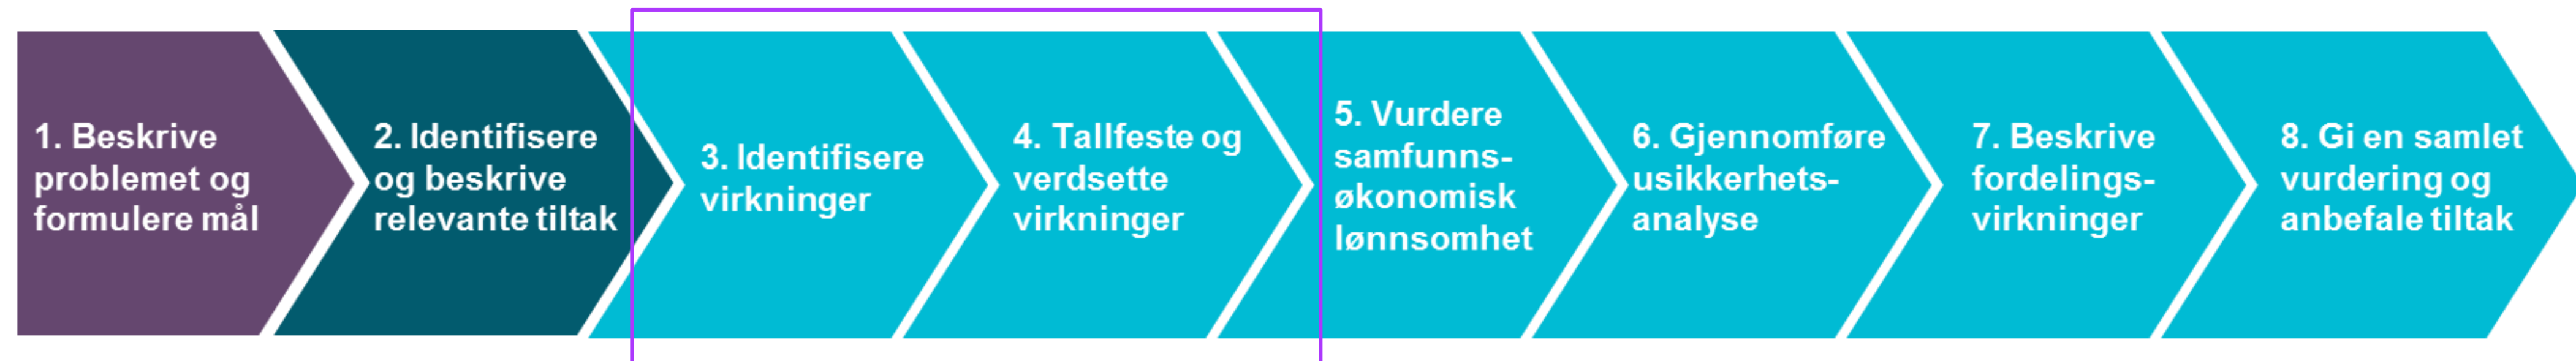 1. Beskrive
problemet og
formulere mål
2. Identifisere
og beskrive
relevante tiltak
3. Identifisere
virkninger
4. Tallfeste og
verdsette
virkninger
5. Vurdere
samfunns-
økonomisk
lønnsomhet
6. Gjennomføre
usikkerhets-
analyse
7. Beskrive
fordelings-
virkninger
8. Gi en samlet
vurdering og
anbefale tiltak